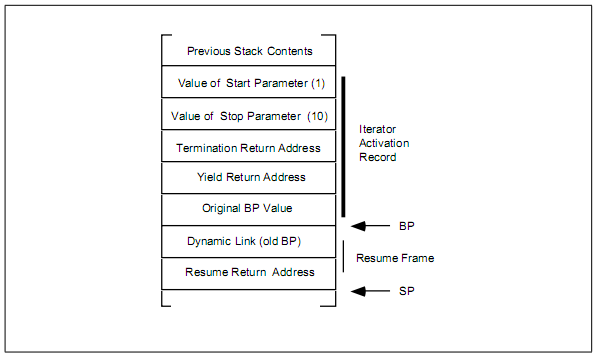 Previous Stack Contents
Value of Start Parameter (1)
Value of Stop Parameter (10)
Termination Return Address
Yield Return Address
Original BP Value
Dynamic Link (old BP)
Resume Return Address
Iterator
Activation
Record
BP
Resume Frame
SP